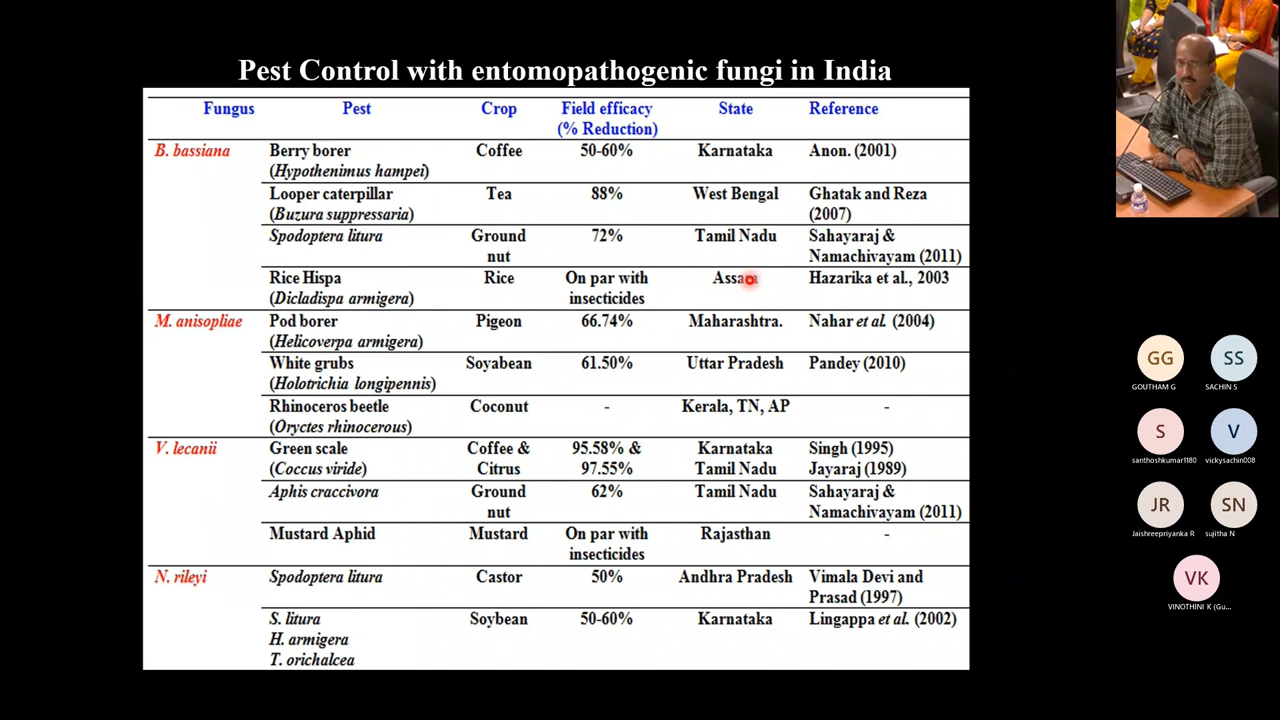 Pest Control with entomopathogenic fungi in India
Fungus Pest Crop Field efficacy State Reference
(% Reduction)
B. bassiana Berry borer Coffee 50-60% Karnataka Anon. (2001)
(Hypothenimus hampei)
Looper caterpillar Tea 88% West Bengal Ghatak and Reza
(Buzura suppressaria) (2007)
Spodoptera litura Ground 72% Tamil Nadu Sahayaraj &
nut Namachivayam (2011)
Rice Hispa Rice On par with Assam Hazarika et al., 2003
(Dicladispa armigera) insecticides
M. anisopliae Pod borer Pigeon 66.74% Maharashtra. Nahar et al. (2004)
(Helicoverpa armigera)
White grubs Soyabean 61.50% Uttar Pradesh Pandey (2010)
(Holotrichia longipennis)
Rhinoceros beetle Coconut - Kerala, TN, AP -
(Oryctes rhinocerous)
V. lecanii Green scale Coffee & 95.58% & Karnataka Singh (1995)
(Coccus viride) Citrus 97.55% Tamil Nadu Jayaraj (1989)
Aphis craccivora Ground 62% Tamil Nadu Sahayaraj &
nut Namachivayam (2011)
Mustard Aphid Mustard On par with Rajasthan -
insecticides
N. rileyi Spodoptera litura Castor 50% Andhra Pradesh Vimala Devi and
Prasad (1997)
S. litura Soybean 50-60% Karnataka Lingappa et al. (2002)
H. armigera
T. orichalcea
GG SS
GOUTHAM G SACHIN S
S V
santhoshkumar1180 vickysachin008
JR SN
Jaishreepriyanka R sujitha N
VK
VINOTHINI K (Gu...